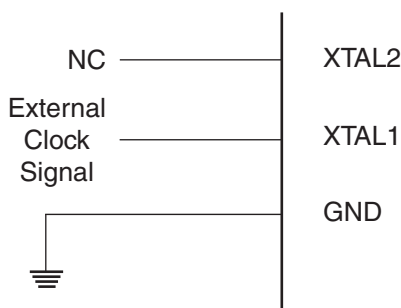 NC
XTAL2
External
Clock
Signal
XTAL1
GND